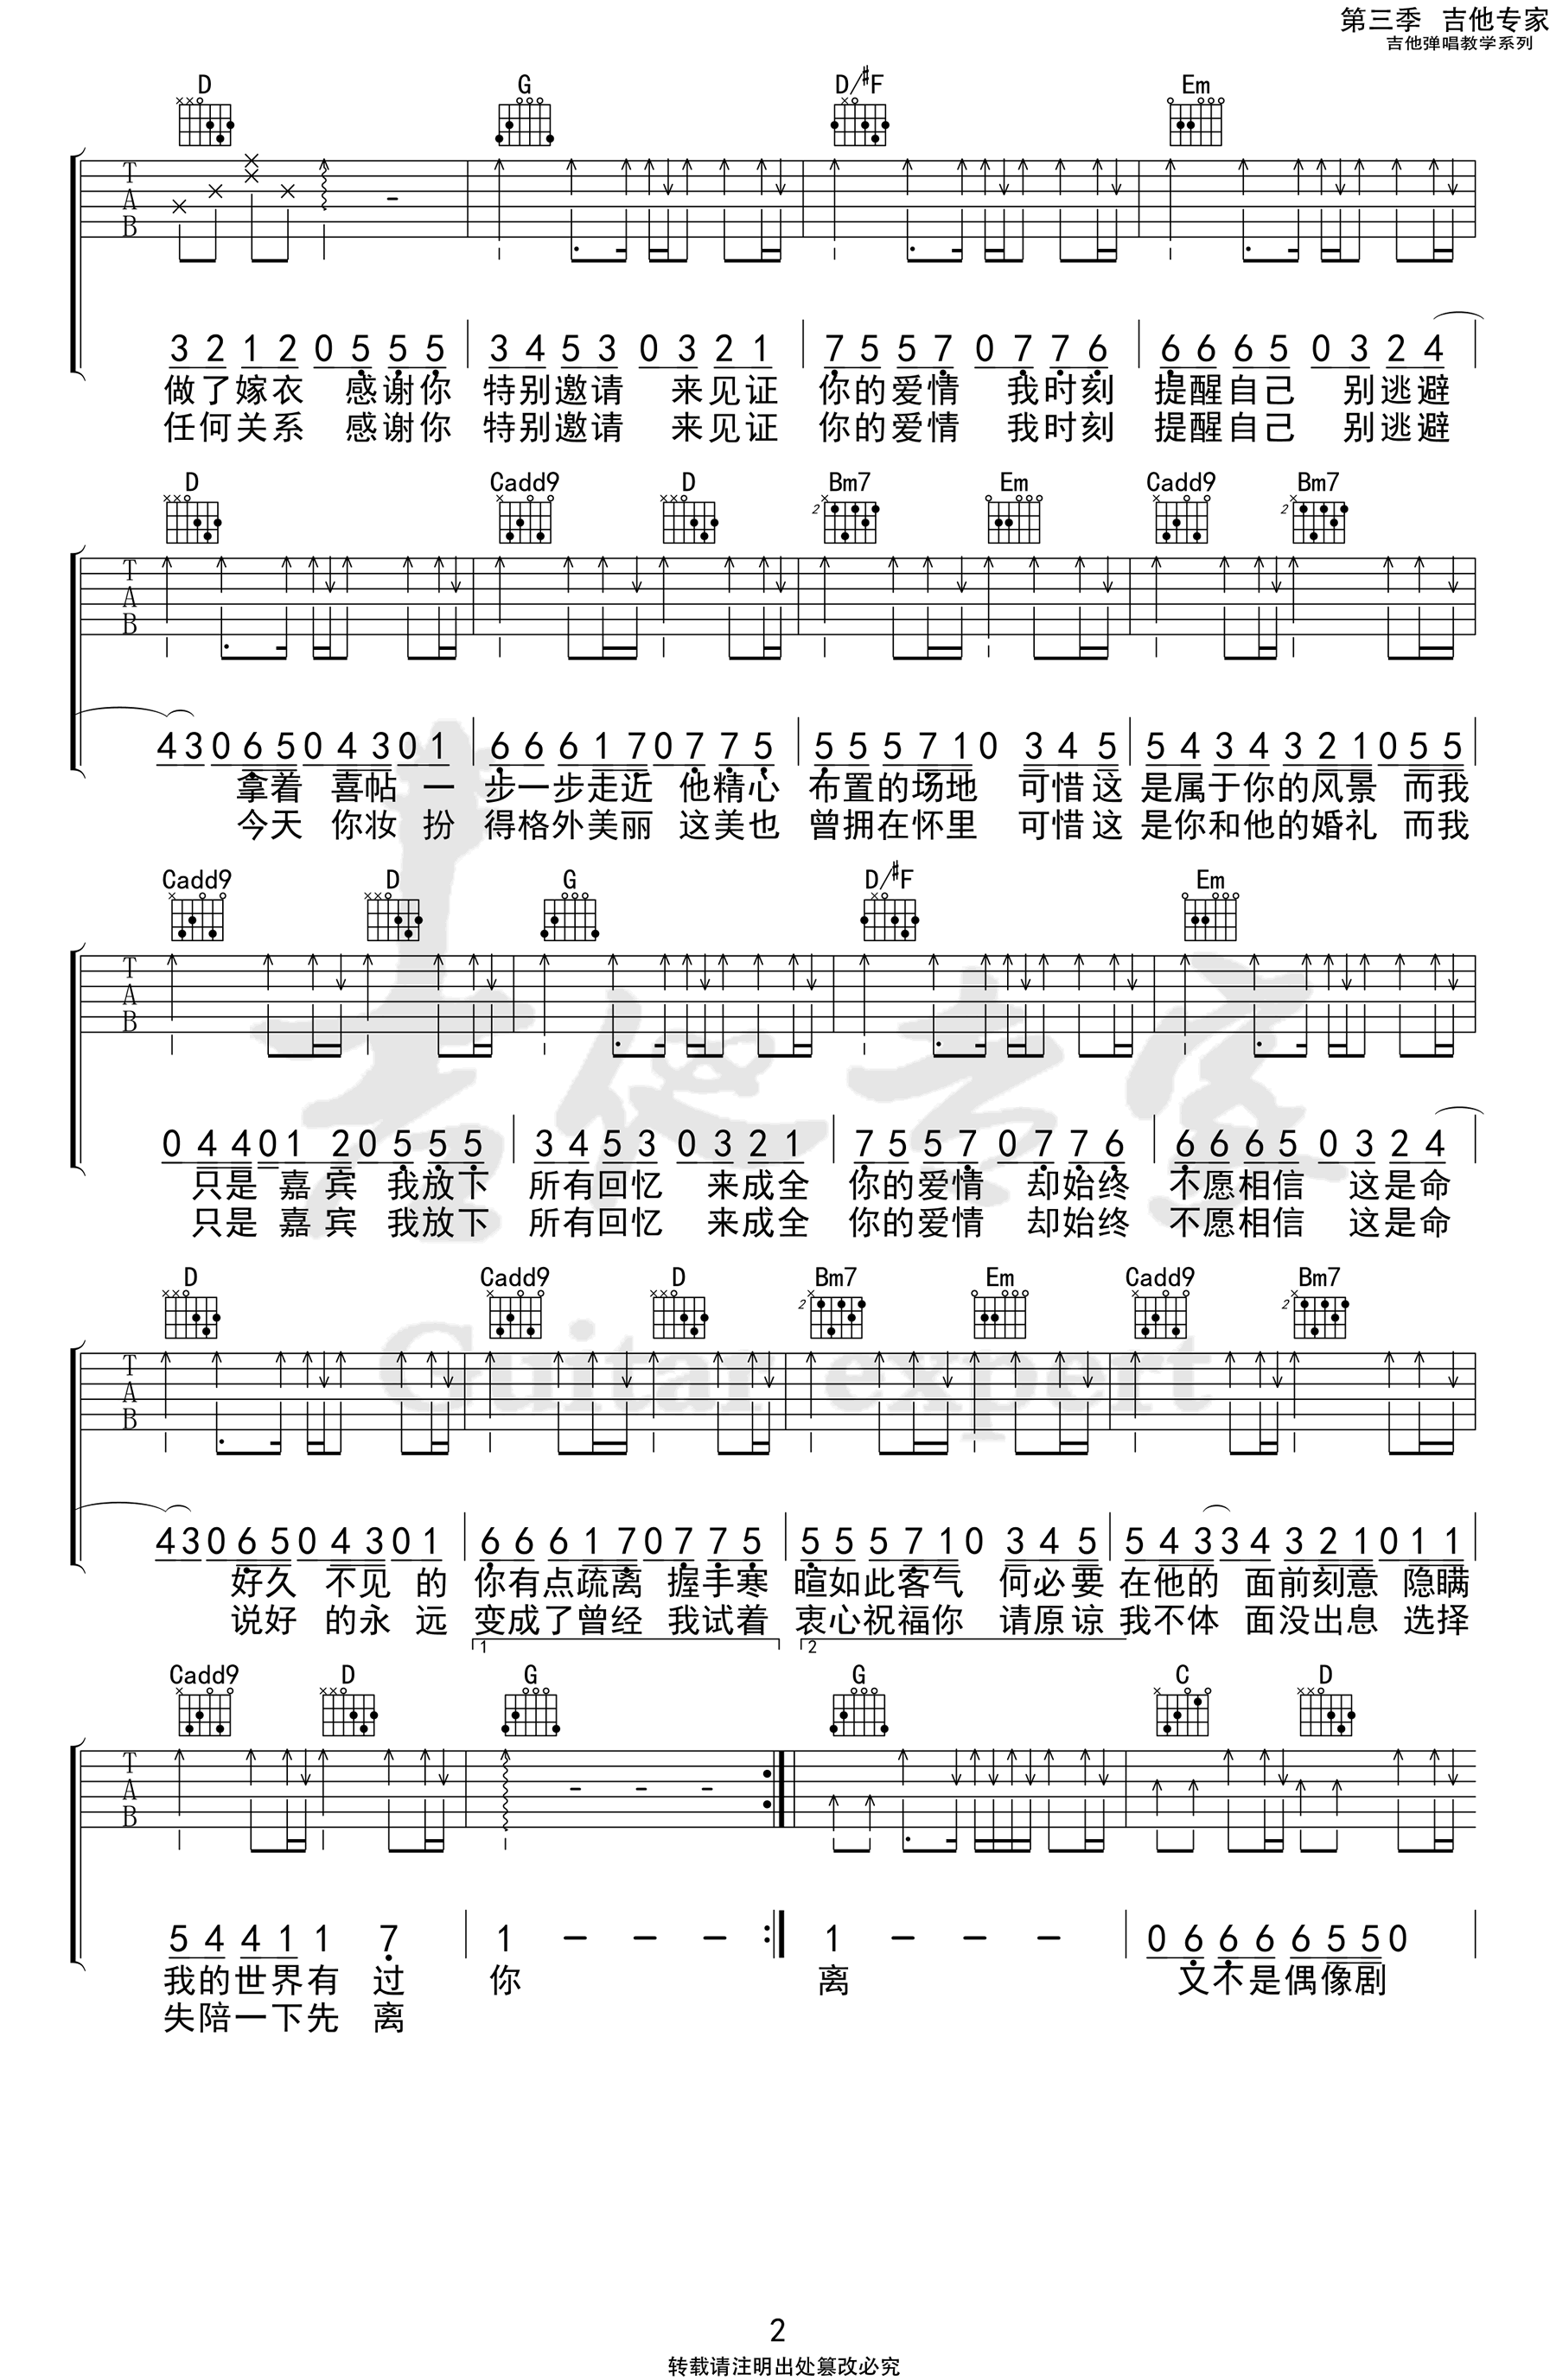 第三季 吉他专家
吉他弹唱教学系列
D G D/#F Em
T
A
B
3 2 1 2 0 5 5 5 3 4 5 3 0 3 2 1 7 5 5 7 0 7 7 6 6 6 6 5 0 3 2 4
做了嫁衣 感谢你 特别邀请 来见证 你的爱情 我时刻 提醒自己 别逃避
任何关系 感谢你 特别邀请 来见证 你的爱情 我时刻 提醒自己 别逃避
D Cadd9 D Bm7 Em Cadd9 Bm7
2 2
T
A
B
4 3 0 6 5 0 4 3 0 1 6 6 6 1 7 0 7 7 5 5 5 5 7 1 0 3 4 5 5 4 3 4 3 2 1 0 5 5
拿着 喜帖 一 步一步走近 他精心 布置的场地 可惜这 是属于你的风景 而我
今天 你妆 扮 得格外美丽 这美也 曾拥在怀里 可惜这 是你和他的婚礼 而我
Cadd9 D G D/#F Em
T
A
B
0 4 4 0 1 2 0 5 5 5 3 4 5 3 0 3 2 1 7 5 5 7 0 7 7 6 6 6 6 5 0 3 2 4
只是 嘉 宾 我放下 所有回忆 来成全 你的爱情 却始终 不愿相信 这是命
只是 嘉 宾 我放下 所有回忆 来成全 你的爱情 却始终 不愿相信 这是命
吉他专家
D Cadd9 D Bm7 Em Cadd9 Bm7
2 2
Guitar expert
T
A
B
4 3 0 6 5 0 4 3 0 1 6 6 6 1 7 0 7 7 5 5 5 5 7 1 0 3 4 5 5 4 3 3 4 3 2 1 0 1 1
好久 不见 的 你有点疏离 握手寒 暄如此客气 何必要 在他的 面前刻意 隐瞒
说好 的永 远 变成了曾经 我试着 衷心祝福你 请原谅 我不体 面没出息 选择
1 2
Cadd9 D G G C D
T
A
B
5 4 4 1 1 7 1 – – – 1 – – – 0 6 6 6 6 5 5 0
我的世界有 过 你 离 又不是偶像剧
失陪一下先 离
2
转载请注明出处篡改必究